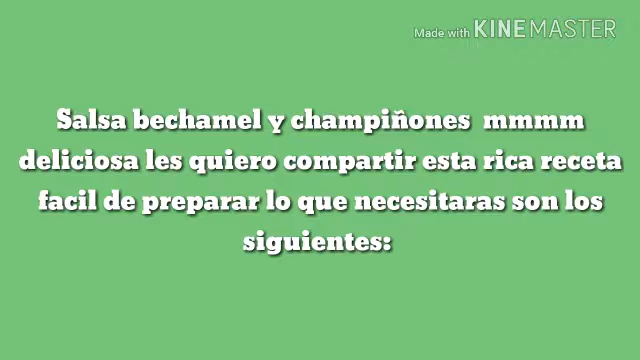 Made with KINEMASTER
Salsa bechamel y champiñones mmmm
deliciosa les quiero compartir esta rica receta
facil de preparar lo que necesitaras son los
siguientes: